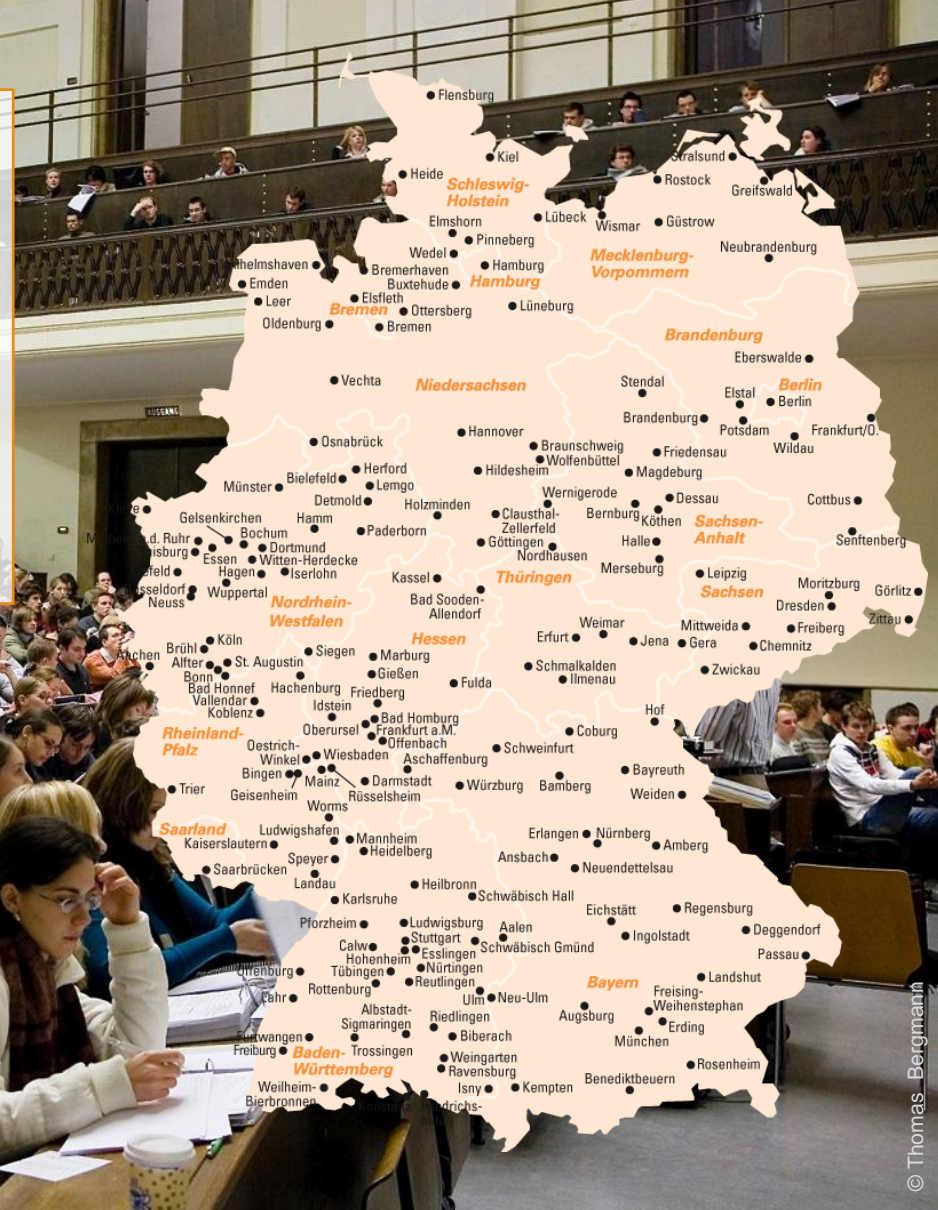 Flensburg
Kiel
Stralsund
Heide
Rostock
Greifswald
Schleswig-
Holstein
Lübeck
Wismar
Güstrow
Elmshorn
Pinneberg
Neubrandenburg
Wedel
Mecklenburg-
Vorpommern
Hamburg
Bremerhaven
Buxtehude
Hamburg
Emden
Leer
Elsfleth
Bremen
Ottersberg
Lüneburg
Oldenburg
Bremen
Brandenburg
Eberswalde
Vechta
Niedersachsen
Stendal
Berlin
Elstal
Berlin
AUSGANG
Brandenburg
Potsdam
Frankfurt/O.
Wildau
Hannover
Osnabrück
Braunschweig
Wolfenbüttel
Friedensau
Herford
Hildesheim
Magdeburg
Bielefeld
Lemgo
Münster
Detmold
Wernigerode
Dessau
Cottbus
Holzminden
Clausthal-
Zellerfeld
Bernburg
Köthen
Gelsenkirchen
Hamm
Sachsen-
Anhalt
Bochum
Paderborn
a.d. Ruhr
Göttingen
Halle
Senftenberg
Essen
Dortmund
Nordhausen
Witten-Herdecke
Merseburg
Hagen
Iserlohn
Kassel
Thüringen
Leipzig
Wuppertal
Sachsen
Moritzburg
Görlitz
Neuss
Bad Sooden-
Allendorf
Dresden
Nordrhein-
Westfalen
Zittau
Weimar
Mittweida
Freiberg
Köln
Hessen
Erfurt
Jena
Gera
Chemnitz
Brühl
Siegen
Marburg
Aachen
Alfter
St. Augustin
Schmalkalden
Zwickau
Bonn
Gießen
Ilmenau
Bad Honnef
Hachenburg
Fulda
Vallendar
Friedberg
Koblenz
Idstein
Hof
Bad Homburg
Oberursel
Frankfurt a.M.
Coburg
Rheinland-
Pfalz
Offenbach
Schweinfurt
Oestrich-
Winkel
Wiesbaden
Aschaffenburg
Bingen
Mainz
Darmstadt
Bayreuth
Trier
Geisenheim
Rüsselsheim
Würzburg
Bamberg
Weiden
Worms
Saarland
Ludwigshafen
Mannheim
Erlangen
Nürnberg
Kaiserslautern
Heidelberg
Amberg
Speyer
Ansbach
Saarbrücken
Neuendettelsau
Landau
Heilbronn
Karlsruhe
Schwäbisch Hall
Eichstätt
Regensburg
Pforzheim
Ludwigsburg
Aalen
Deggendorf
Stuttgart
Ingolstadt
Calw
Esslingen
Schwäbisch Gmünd
Passau
Hohenheim
Offenburg
Tübingen
Nürtingen
Landshut
Rottenburg
Reutlingen
Bayern
Lahr
Ulm
Neu-Ulm
Freising-
Weihenstephan
Albstadt-
Sigmaringen
Riedlingen
Augsburg
Erding
Furtwangen
Biberach
München
Freiburg
Baden-
Württemberg
Trossingen
Weingarten
Ravensburg
Rosenheim
Weilheim-
Bierbronnen
Isny
Kempten
Benediktbeuern
Konstanz
© Thomas Bergmann